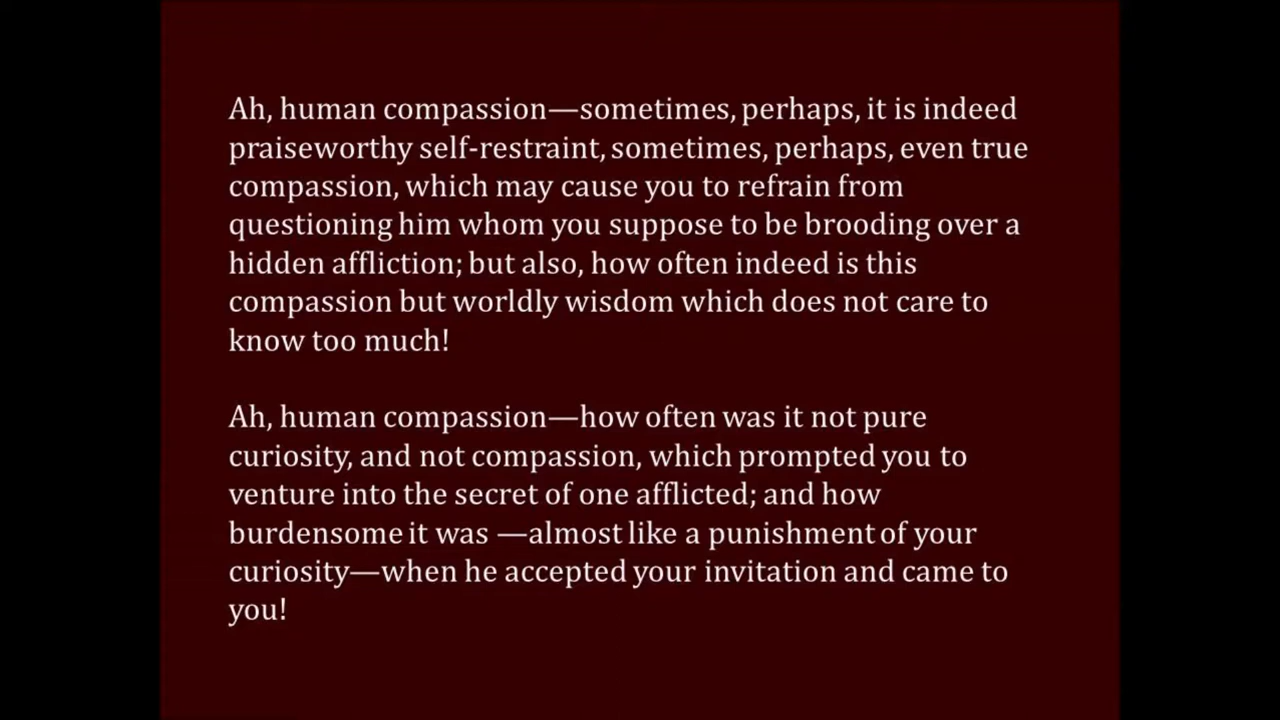 Ah, human compassion—sometimes, perhaps, it is indeed
praiseworthy self-restraint, sometimes, perhaps, even true
compassion, which may cause you to refrain from
questioning him whom you suppose to be brooding over a
hidden affliction; but also, how often indeed is this
compassion but worldly wisdom which does not care to
know too much!
Ah, human compassion—how often was it not pure
curiosity, and not compassion, which prompted you to
venture into the secret of one afflicted; and how
burdensome it was —almost like a punishment of your
curiosity—when he accepted your invitation and came to
you!